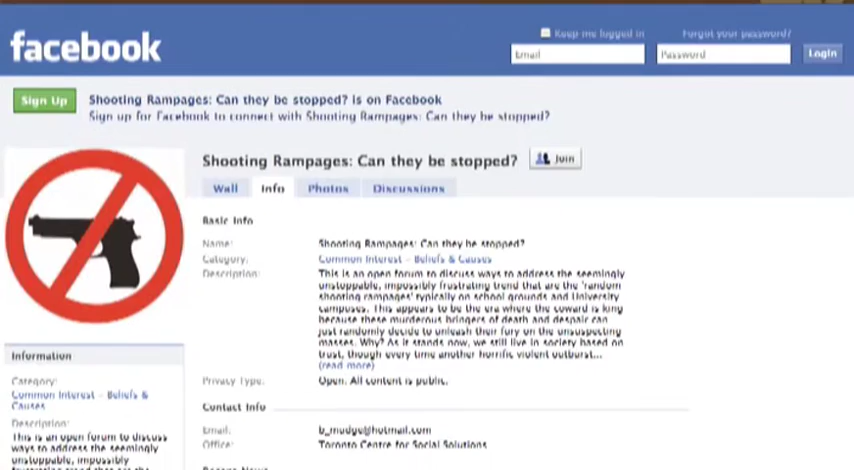 facebook
Keep me logged in
Forgot your password?
Email
Password
Login
Sign Up
Shooting Rampages: Can they be stopped? is on Facebook
Sign up for Facebook to connect with Shooting Rampages: Can they be stopped?
Shooting Rampages: Can they be stopped?
Join
Wall
Info
Photos
Discussions
Basic Info
Name:
Shooting Rampages: Can they be stopped?
Category:
Common Interest - Beliefs & Causes
Description:
This is an open forum to discuss ways to address the seemingly
unstoppable, impossibly frustrating trend that are the 'random
shooting rampages' typically on school grounds and University
campuses. This appears to be the era where the coward is king
because these murderous bringers of death and despair can
just randomly decide to unleash their fury on the unsuspecting
masses. Why? As it stands now, we still live in society based on
trust, though every time another horrific violent outburst...
(read more)
Privacy Type:
Open. All content is public.
Contact Info
Email:
b_mudge@hotmail.com
Office:
Toronto Centre for Social Solutions
Recent News
Information
Category:
Common Interest - Beliefs &
Causes
Description:
This is an open forum to discuss
ways to address the seemingly
unstoppable, impossibly